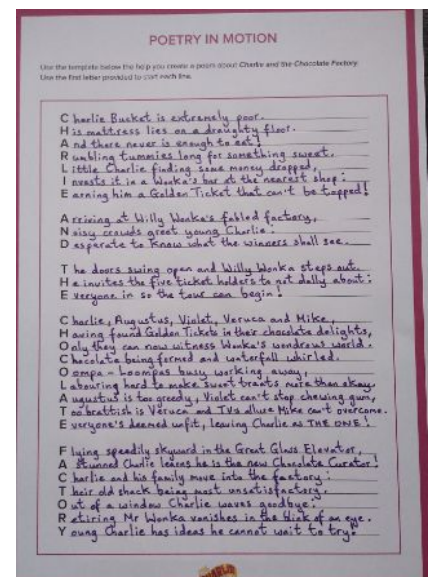 POETRY IN MOTION
Use the template below the help you create a poem about Charlie and the Chocolate Factory.
Use the first letter provided to start each line.
Charlie Bucket is extremely poor.
His mattress lies on a draughty floor.
And there never is enough to eat!
Rumbling tummies long for something sweet.
Little Charlie finding some money dropped,
Invests it in a Wonka's bar at the nearest shop:
Earning him a Golden Ticket that can't be topped!
Arriving at Willy Wonka's fabled factory,
Noisy crowds greet young Charlie:
Desperate to know what the winners shall see.
The doors swing open and Willy Wonka steps out.
He invites the five ticket holders to not dally about:
Everyone in so the tour can begin!
Charlie, Augustus, Violet, Veruca and Mike,
Having found Golden Tickets in their chocolate delights,
Only they can now witness Wonka's wondrous world.
Chocolate being formed and waterfall whirled.
Oompa-Loompas busy working away,
Labouring hard to make sweet treats more than okay.
Augustus is too greedy, Violet can't stop chewing gum,
Too brattish is Veruca and TV's allure Mike can't overcome.
Everyone's deemed unfit, leaving Charlie as THE ONE!
Flying speedily skyward in the Great Glass Elevator,
A stunned Charlie learns he is the new Chocolate Curator!
Charlie and his family move into the factory:
Their old shack being most unsatisfactory.
Out of a window Charlie waves goodbye:
Retiring Mr Wonka vanishes in the blink of an eye.
Young Charlie has ideas he cannot wait to try!